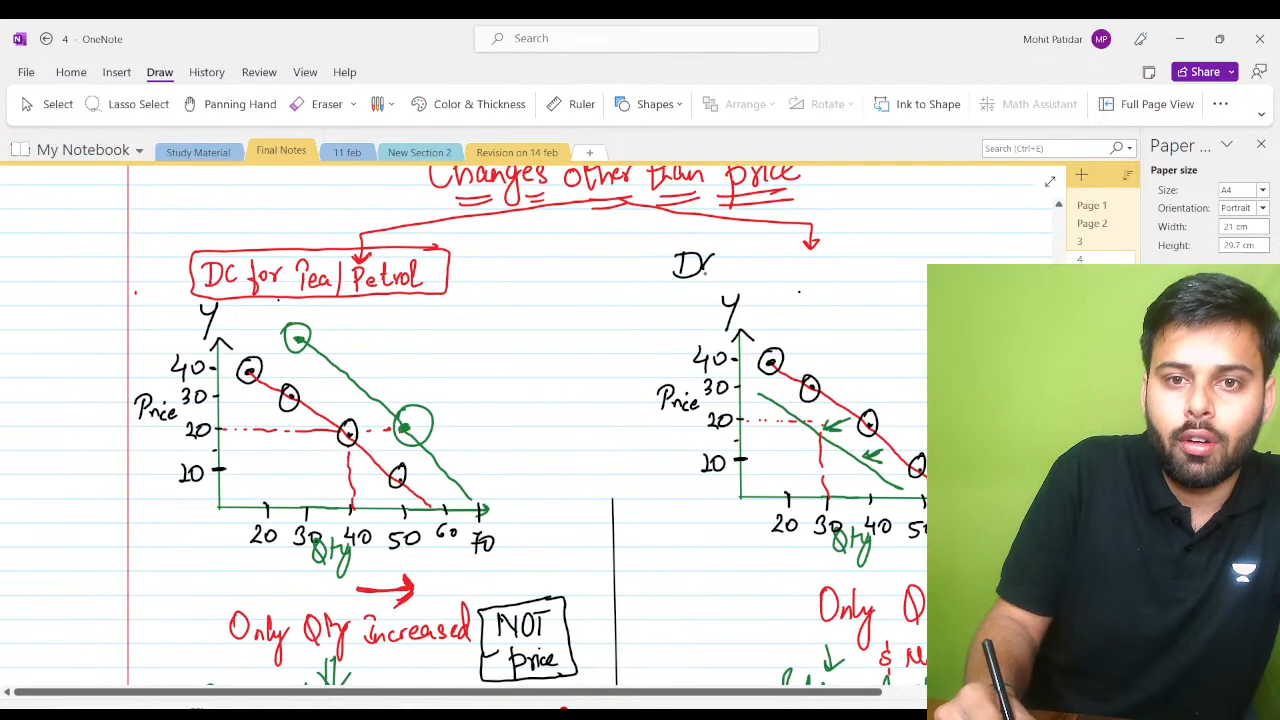 4 - OneNote
Search
Mohit Patidar MP
File Home Insert Draw History Review View Help
Share
Select Lasso Select Panning Hand Eraser Color & Thickness Ruler Shapes Arrange Rotate Ink to Shape Math Assistant Full Page View
My Notebook Study Material Final Notes 11 feb New Section 2 Revision on 14 feb + Search (Ctrl+E)
Paper ...
Paper size
Size: A4
Orientation: Portrait
Width: 21 cm
Height: 29.7 cm
Page 1
Page 2
3
4
Changes other than price
DC for Tea/Petrol
Y
40
30
Price
20
10
20 30 40 50 60 70
Qty
Only Qty Increased
NOT
price
Y
40
30
Price
20
10
20 30 40
Qty
Only Q
&